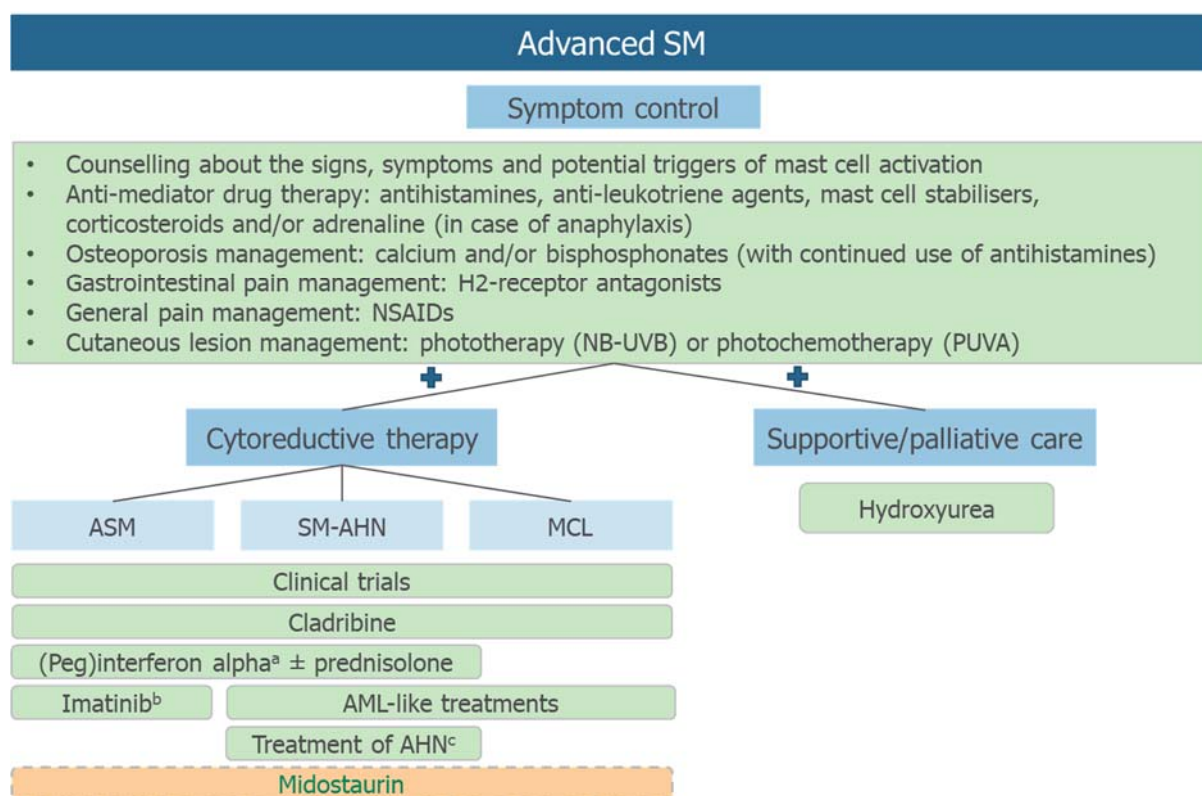 Advanced SM
Symptom control
• Counselling about the signs, symptoms and potential triggers of mast cell activation
• Anti-mediator drug therapy: antihistamines, anti-leukotriene agents, mast cell stabilisers,
corticosteroids and/or adrenaline (in case of anaphylaxis)
• Osteoporosis management: calcium and/or bisphosphonates (with continued use of antihistamines)
• Gastrointestinal pain management: H2-receptor antagonists
• General pain management: NSAIDs
• Cutaneous lesion management: phototherapy (NB-UVB) or photochemotherapy (PUVA)
Cytoreductive therapy
Supportive/palliative care
ASM
SM-AHN
MCL
Hydroxyurea
Clinical trials
Cladribine
(Peg)interferon alphaᵃ ± prednisolone
Imatinibᵇ
AML-like treatments
Treatment of AHNᶜ
Midostaurin